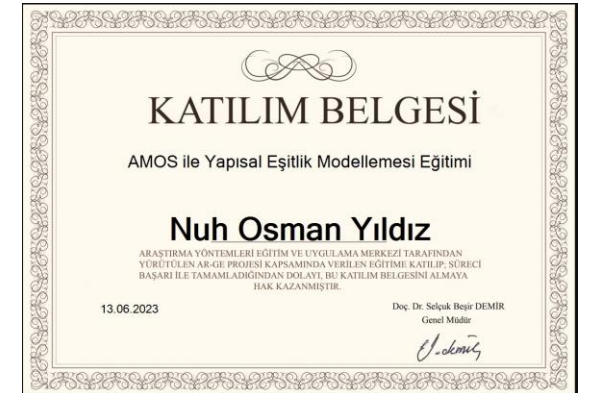 KATILIM BELGESİ
AMOS ile Yapısal Eşitlik Modellemesi Eğitimi
Nuh Osman Yıldız
ARAŞTIRMA YÖNTEMLERİ EĞİTİM VE UYGULAMA MERKEZİ TARAFINDAN
YÜRÜTÜLEN AR-GE PROJESİ KAPSAMINDA VERİLEN EĞİTİME KATILIP; SÜRECİ
BAŞARI İLE TAMAMLADIĞINDAN DOLAYI, BU KATILIM BELGESİNİ ALMAYA
HAK KAZANMIŞTIR.
13.06.2023
Doç. Dr. Selçuk Beşir DEMİR
Genel Müdür